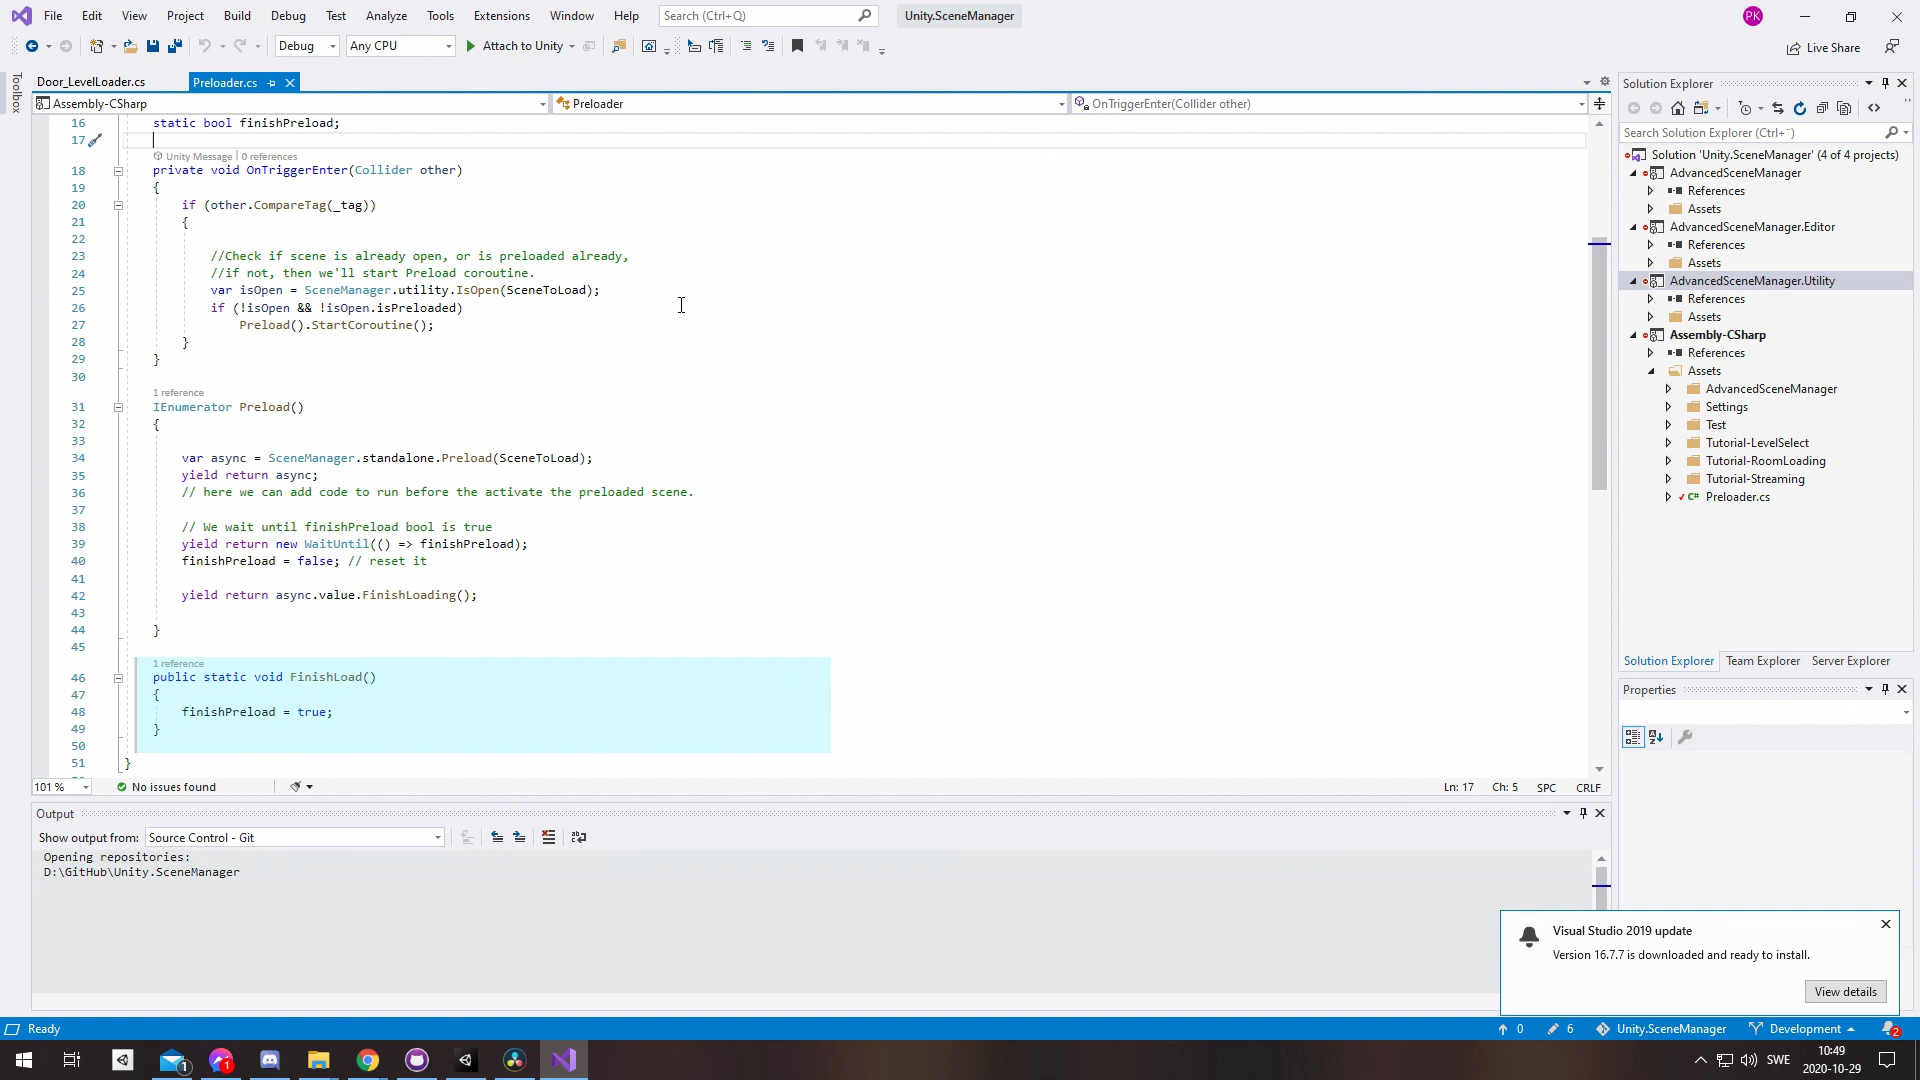 File Edit View Project Build Debug Test Analyze Tools Extensions Window Help Search (Ctrl+Q) Unity.SceneManager PK
Debug Any CPU Attach to Unity Live Share
Toolbox
Door_LevelLoader.cs Preloader.cs
Assembly-CSharp Preloader OnTriggerEnter(Collider other)
16 static bool finishPreload;
17
Unity Message | 0 references
18 private void OnTriggerEnter(Collider other)
19 {
20 if (other.CompareTag(_tag))
21 {
22
23 //Check if scene is already open, or is preloaded already,
24 //if not, then we'll start Preload coroutine.
25 var isOpen = SceneManager.utility.IsOpen(SceneToLoad);
26 if (!isOpen && !isOpen.isPreloaded)
27 Preload().StartCoroutine();
28 }
29 }
30
1 reference
31 IEnumerator Preload()
32 {
33
34 var async = SceneManager.standalone.Preload(SceneToLoad);
35 yield return async;
36 // here we can add code to run before the activate the preloaded scene.
37
38 // We wait until finishPreload bool is true
39 yield return new WaitUntil(() => finishPreload);
40 finishPreload = false; // reset it
41
42 yield return async.value.FinishLoading();
43
44 }
45
1 reference
46 public static void FinishLoad()
47 {
48 finishPreload = true;
49 }
50
51 }
101 % No issues found Ln: 17 Ch: 5 SPC CRLF
Output
Show output from: Source Control - Git
Opening repositories:
D:\GitHub\Unity.SceneManager
Solution Explorer
Search Solution Explorer (Ctrl+¨)
Solution 'Unity.SceneManager' (4 of 4 projects)
AdvancedSceneManager
References
Assets
AdvancedSceneManager.Editor
References
Assets
AdvancedSceneManager.Utility
References
Assets
Assembly-CSharp
References
Assets
AdvancedSceneManager
Settings
Test
Tutorial-LevelSelect
Tutorial-RoomLoading
Tutorial-Streaming
C# Preloader.cs
Solution Explorer Team Explorer Server Explorer
Properties
Visual Studio 2019 update
Version 16.7.7 is downloaded and ready to install.
View details
Ready 0 6 Unity.SceneManager Development 2
1 1 SWE 10:49
2020-10-29